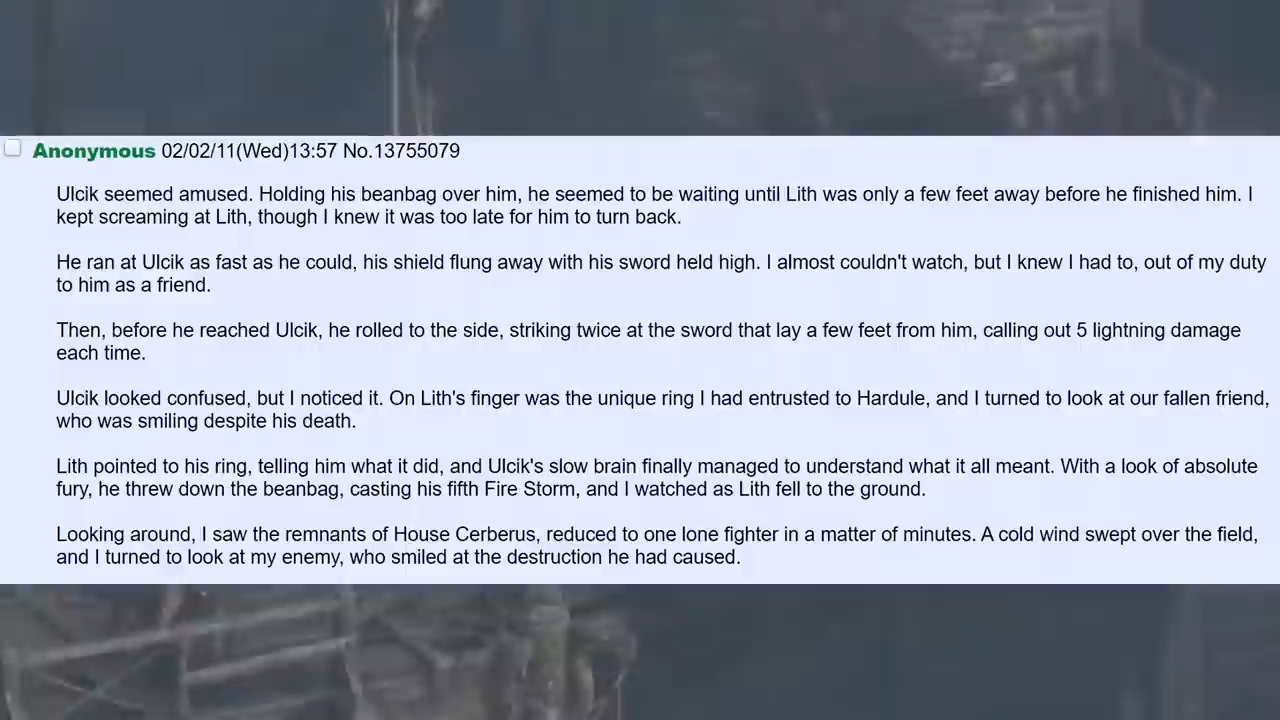 Anonymous 02/02/11(Wed)13:57 No.13755079
Ulcik seemed amused. Holding his beanbag over him, he seemed to be waiting until Lith was only a few feet away before he finished him. I
kept screaming at Lith, though I knew it was too late for him to turn back.
He ran at Ulcik as fast as he could, his shield flung away with his sword held high. I almost couldn't watch, but I knew I had to, out of my duty
to him as a friend.
Then, before he reached Ulcik, he rolled to the side, striking twice at the sword that lay a few feet from him, calling out 5 lightning damage
each time.
Ulcik looked confused, but I noticed it. On Lith's finger was the unique ring I had entrusted to Hardule, and I turned to look at our fallen friend,
who was smiling despite his death.
Lith pointed to his ring, telling him what it did, and Ulcik's slow brain finally managed to understand what it all meant. With a look of absolute
fury, he threw down the beanbag, casting his fifth Fire Storm, and I watched as Lith fell to the ground.
Looking around, I saw the remnants of House Cerberus, reduced to one lone fighter in a matter of minutes. A cold wind swept over the field,
and I turned to look at my enemy, who smiled at the destruction he had caused.